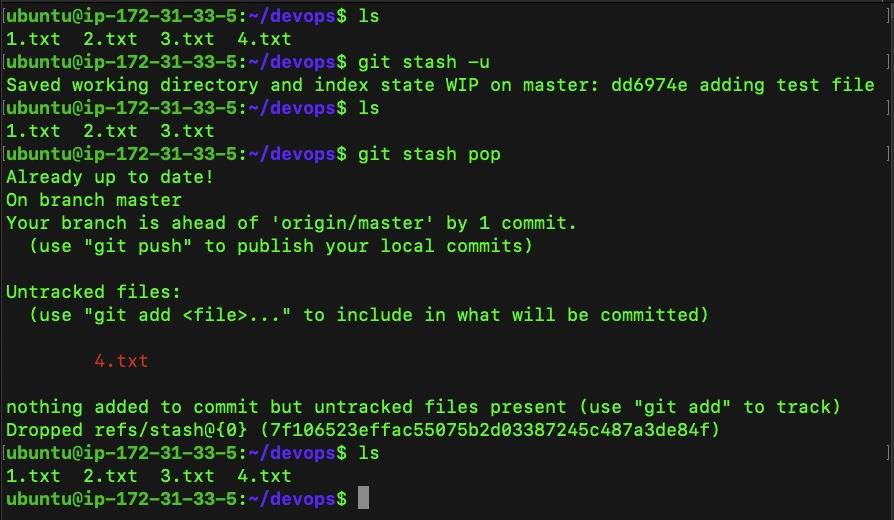 ubuntu@ip-172-31-33-5:~/devops$ ls
1.txt  2.txt  3.txt  4.txt
ubuntu@ip-172-31-33-5:~/devops$ git stash -u
Saved working directory and index state WIP on master: dd6974e adding test file
ubuntu@ip-172-31-33-5:~/devops$ ls
1.txt  2.txt  3.txt
ubuntu@ip-172-31-33-5:~/devops$ git stash pop
Already up to date!
On branch master
Your branch is ahead of 'origin/master' by 1 commit.
  (use "git push" to publish your local commits)

Untracked files:
  (use "git add <file>..." to include in what will be committed)

        4.txt

nothing added to commit but untracked files present (use "git add" to track)
Dropped refs/stash@{0} (7f106523effac55075b2d03387245c487a3de84f)
ubuntu@ip-172-31-33-5:~/devops$ ls
1.txt  2.txt  3.txt  4.txt
ubuntu@ip-172-31-33-5:~/devops$